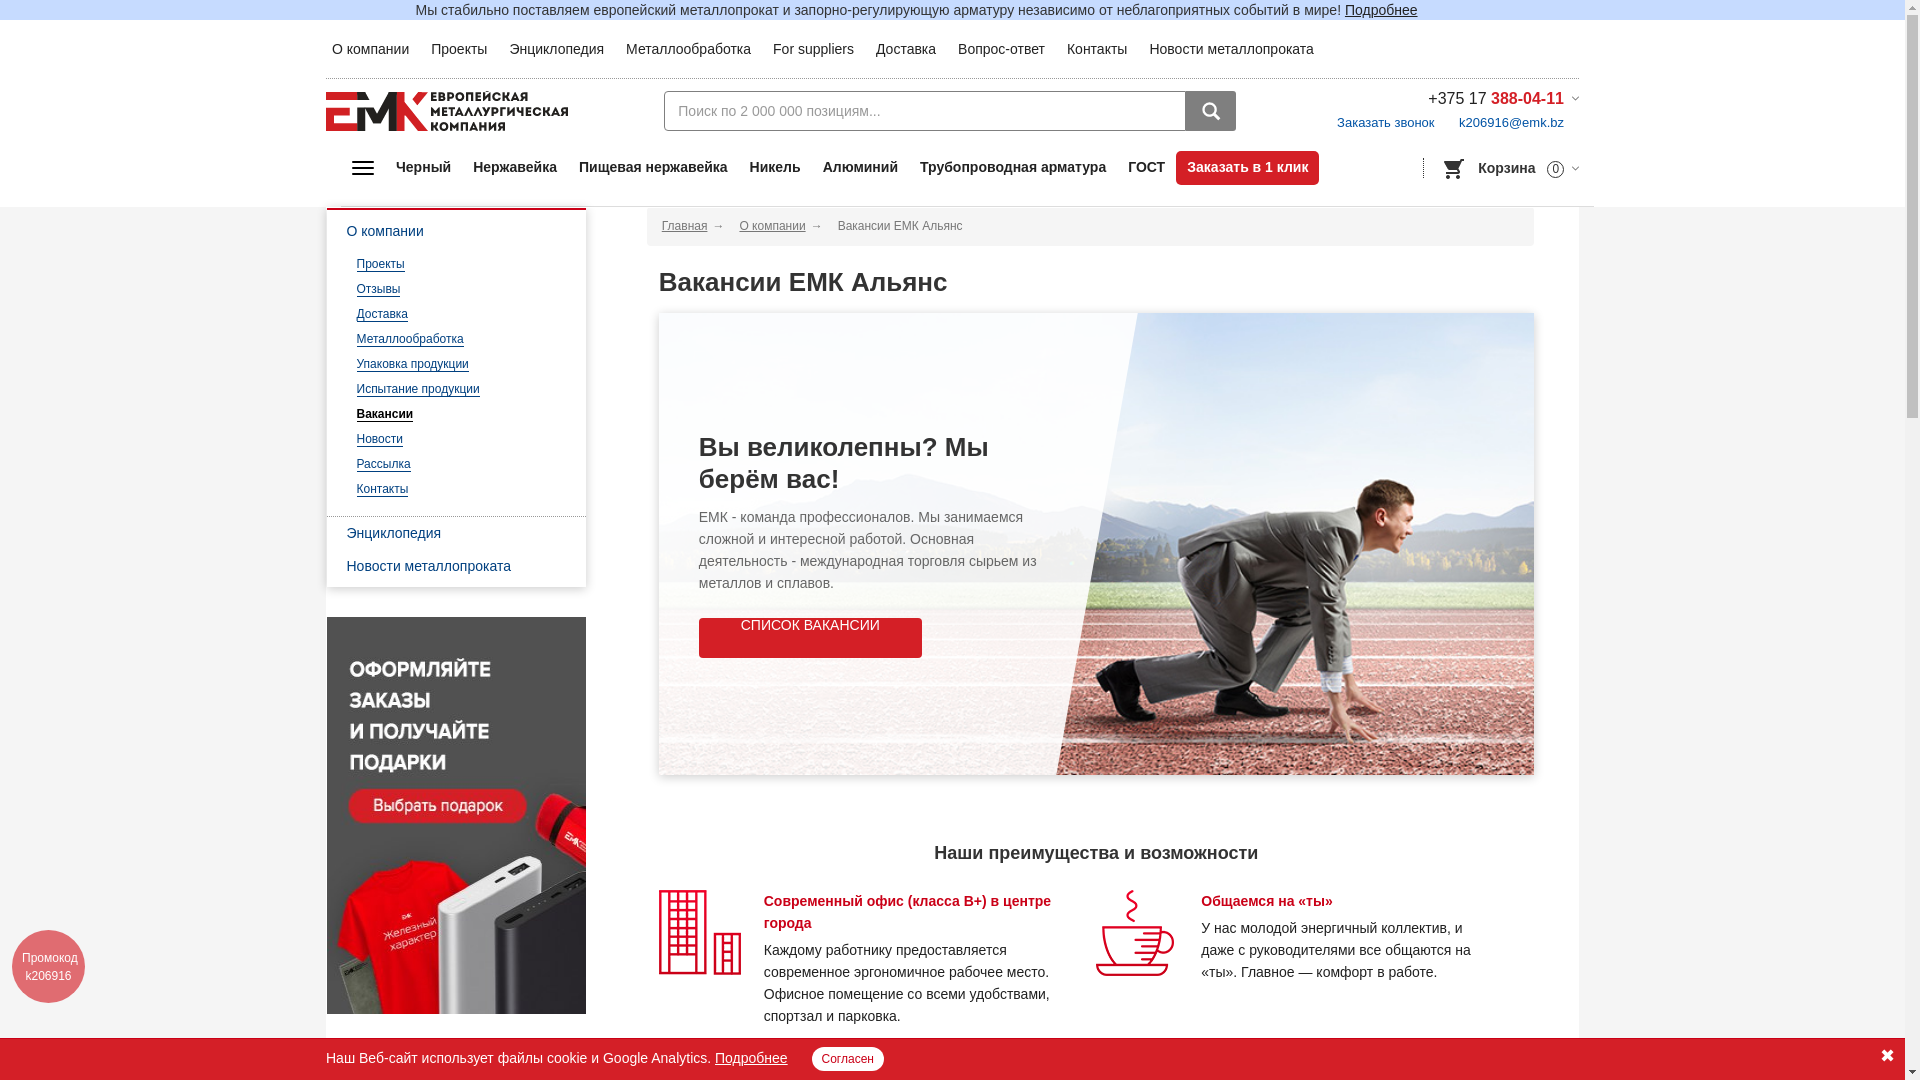 Мы стабильно поставляем европейский металлопрокат и запорно-регулирующую арматуру независимо от неблагоприятных событий в мире! Подробнее
О компании Проекты Энциклопедия Металлообработка For suppliers Доставка Вопрос-ответ Контакты Новости металлопроката
ЕМК ЕВРОПЕЙСКАЯ
МЕТАЛЛУРГИЧЕСКАЯ
КОМПАНИЯ
Поиск по 2 000 000 позициям...
+375 17 388-04-11
Заказать звонок k206916@emk.bz
Черный Нержавейка Пищевая нержавейка Никель Алюминий Трубопроводная арматура ГОСТ Заказать в 1 клик Корзина 0
О компании
Проекты
Отзывы
Доставка
Металлообработка
Упаковка продукции
Испытание продукции
Вакансии
Новости
Рассылка
Контакты
Энциклопедия
Новости металлопроката
ОФОРМЛЯЙТЕ
ЗАКАЗЫ
И ПОЛУЧАЙТЕ
ПОДАРКИ
Выбрать подарок
ЕМК
ЕМК
Железный
характер
Главная → О компании → Вакансии ЕМК Альянс
Вакансии ЕМК Альянс
Вы великолепны? Мы
берём вас!
ЕМК - команда профессионалов. Мы занимаемся
сложной и интересной работой. Основная
деятельность - международная торговля сырьем из
металлов и сплавов.
СПИСОК ВАКАНСИЙ
Наши преимущества и возможности
Современный офис (класса B+) в центре
города
Каждому работнику предоставляется
современное эргономичное рабочее место.
Офисное помещение со всеми удобствами,
спортзал и парковка.
Общаемся на «ты»
У нас молодой энергичный коллектив, и
даже с руководителями все общаются на
«ты». Главное — комфорт в работе.
Промокод
k206916
Наш Веб-сайт использует файлы cookie и Google Analytics. Подробнее Согласен